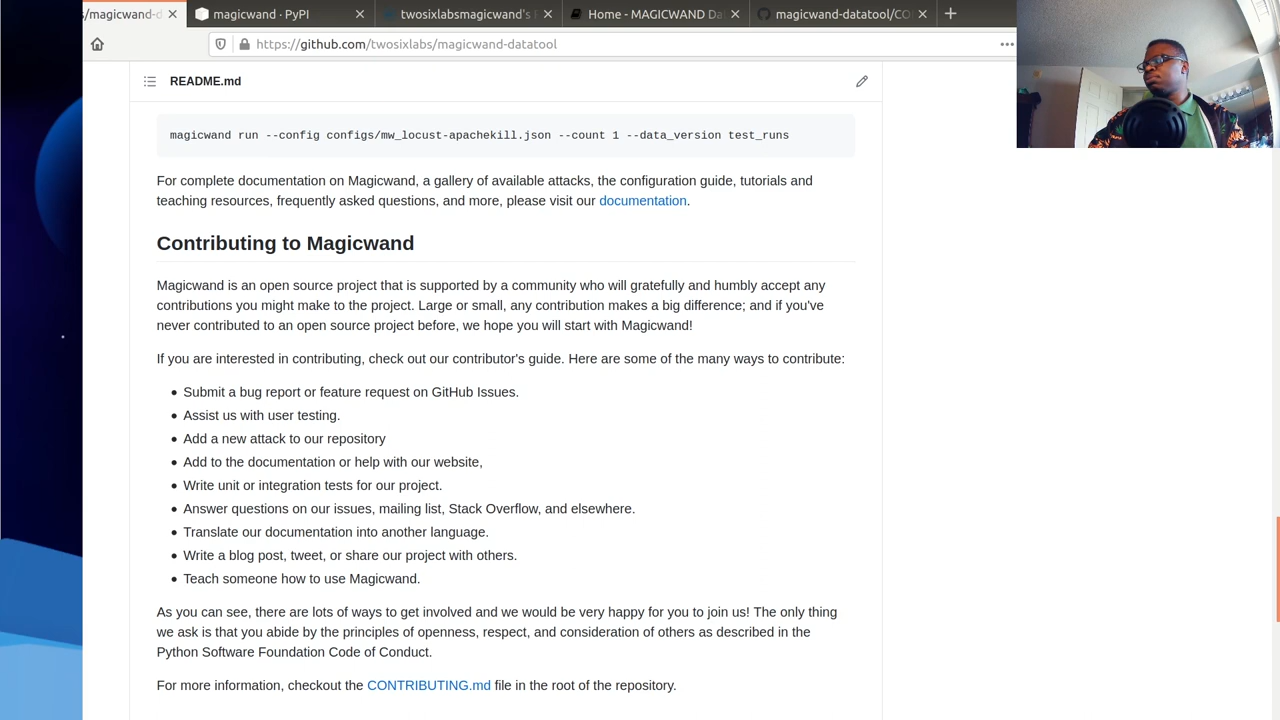 s/magicwand-d
magicwand · PyPI
twosixlabsmagicwand's
Home - MAGICWAND Da
magicwand-datatool/CO
https://github.com/twosixlabs/magicwand-datatool
README.md
magicwand run --config configs/mw_locust-apachekill.json --count 1 --data_version test_runs
For complete documentation on Magicwand, a gallery of available attacks, the configuration guide, tutorials and
teaching resources, frequently asked questions, and more, please visit our documentation.
Contributing to Magicwand
Magicwand is an open source project that is supported by a community who will gratefully and humbly accept any
contributions you might make to the project. Large or small, any contribution makes a big difference; and if you've
never contributed to an open source project before, we hope you will start with Magicwand!
If you are interested in contributing, check out our contributor's guide. Here are some of the many ways to contribute:
Submit a bug report or feature request on GitHub Issues.
Assist us with user testing.
Add a new attack to our repository
Add to the documentation or help with our website,
Write unit or integration tests for our project.
Answer questions on our issues, mailing list, Stack Overflow, and elsewhere.
Translate our documentation into another language.
Write a blog post, tweet, or share our project with others.
Teach someone how to use Magicwand.
As you can see, there are lots of ways to get involved and we would be very happy for you to join us! The only thing
we ask is that you abide by the principles of openness, respect, and consideration of others as described in the
Python Software Foundation Code of Conduct.
For more information, checkout the CONTRIBUTING.md file in the root of the repository.